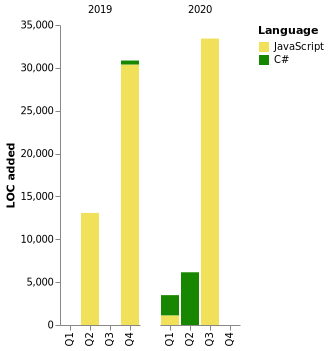 2019 2020
Language
JavaScript
C#
LOC added
35,000
30,000
25,000
20,000
15,000
10,000
5,000
0
Q1 Q2 Q3 Q4 Q1 Q2 Q3 Q4